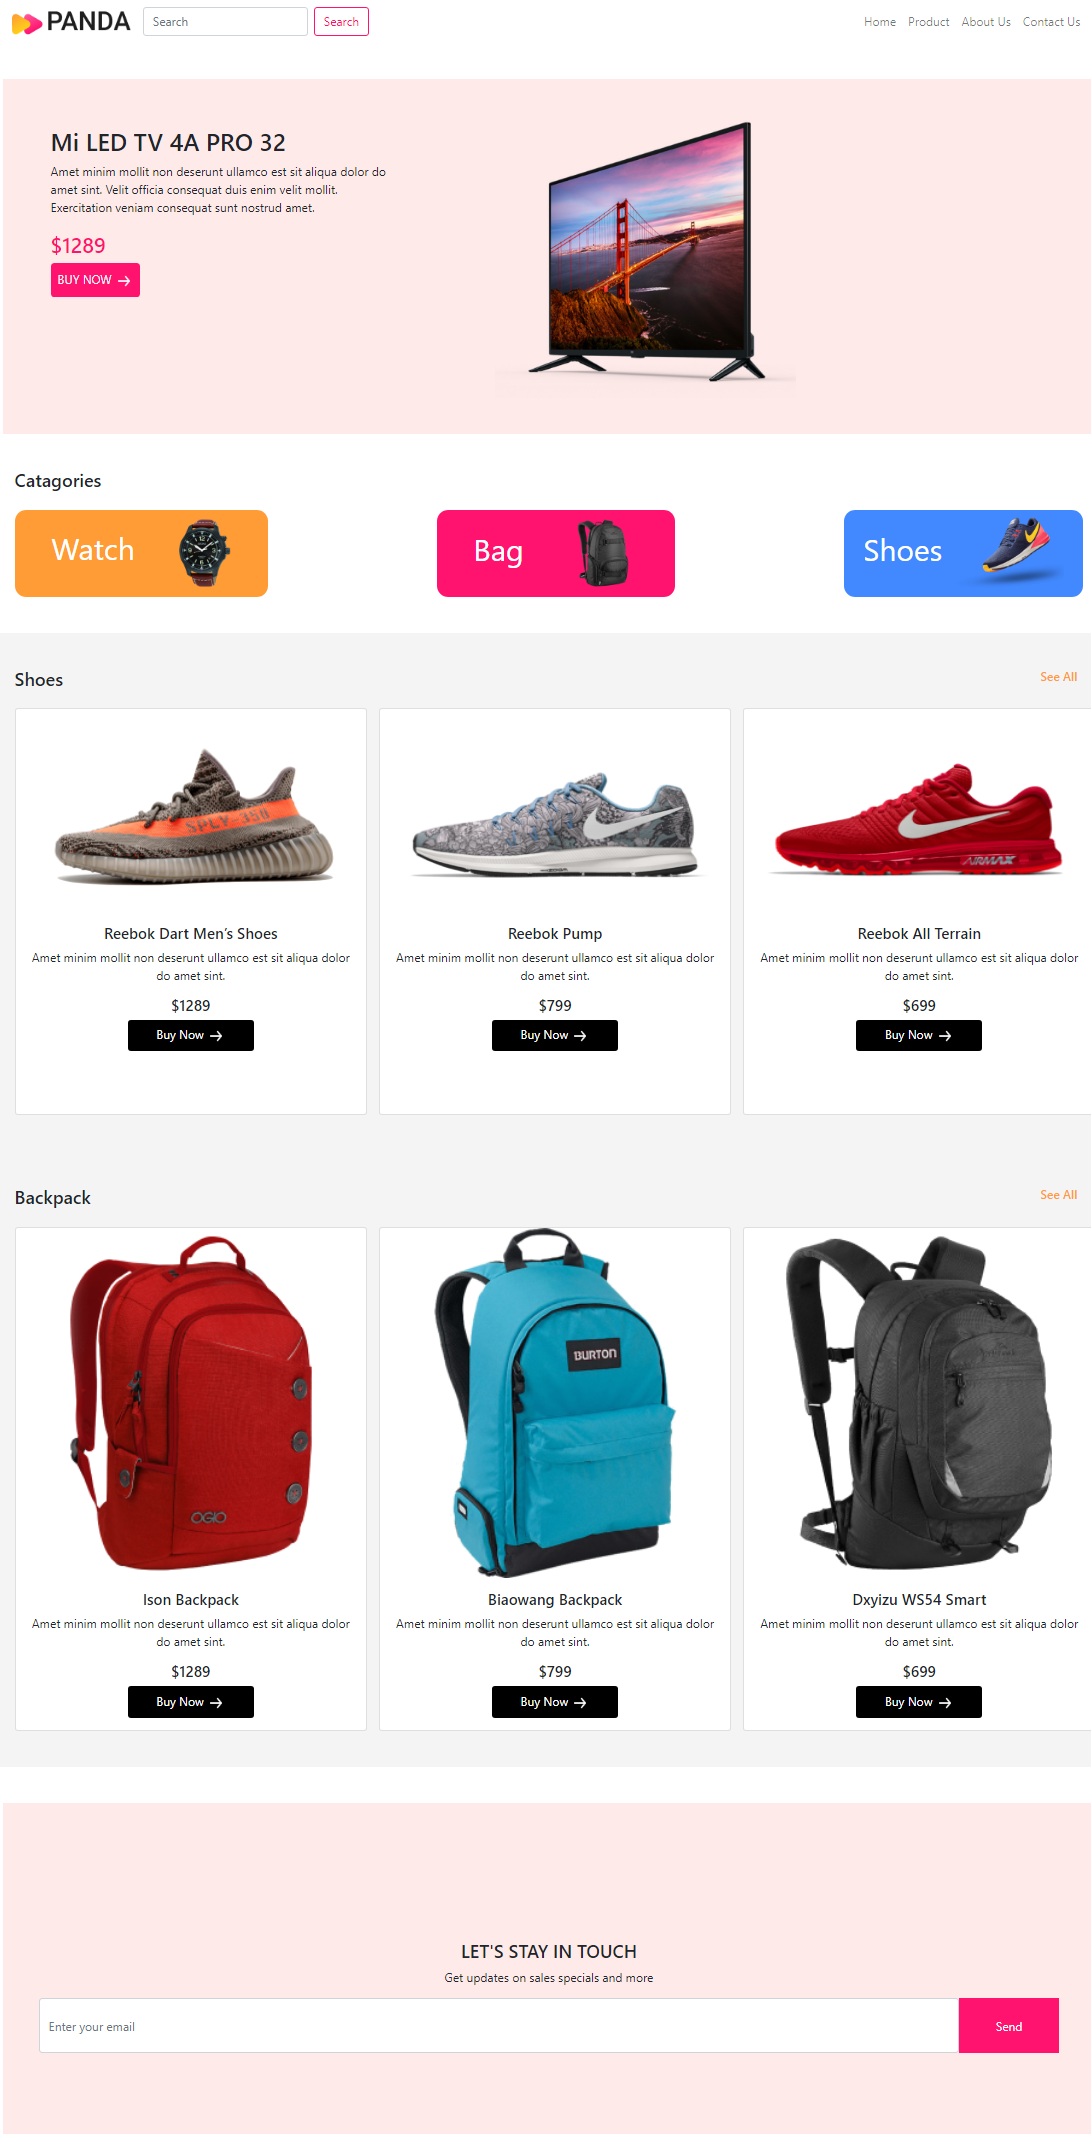 PANDA
Search
Search
Home
Product
About Us
Contact Us
Mi LED TV 4A PRO 32
Amet minim mollit non deserunt ullamco est sit aliqua dolor do
amet sint. Velit officia consequat duis enim velit mollit.
Exercitation veniam consequat sunt nostrud amet.
$1289
BUY NOW →
Catagories
Watch
Bag
Shoes
Shoes
See All
SPLY-350
AIRMAX
Reebok Dart Men’s Shoes
Amet minim mollit non deserunt ullamco est sit aliqua dolor
do amet sint.
$1289
Buy Now →
Reebok Pump
Amet minim mollit non deserunt ullamco est sit aliqua dolor
do amet sint.
$799
Buy Now →
Reebok All Terrain
Amet minim mollit non deserunt ullamco est sit aliqua dolor
do amet sint.
$699
Buy Now →
Backpack
See All
OGIO
BURTON
Ison Backpack
Amet minim mollit non deserunt ullamco est sit aliqua dolor
do amet sint.
$1289
Buy Now →
Biaowang Backpack
Amet minim mollit non deserunt ullamco est sit aliqua dolor
do amet sint.
$799
Buy Now →
Dxyizu WS54 Smart
Amet minim mollit non deserunt ullamco est sit aliqua dolor
do amet sint.
$699
Buy Now →
LET'S STAY IN TOUCH
Get updates on sales specials and more
Enter your email
Send